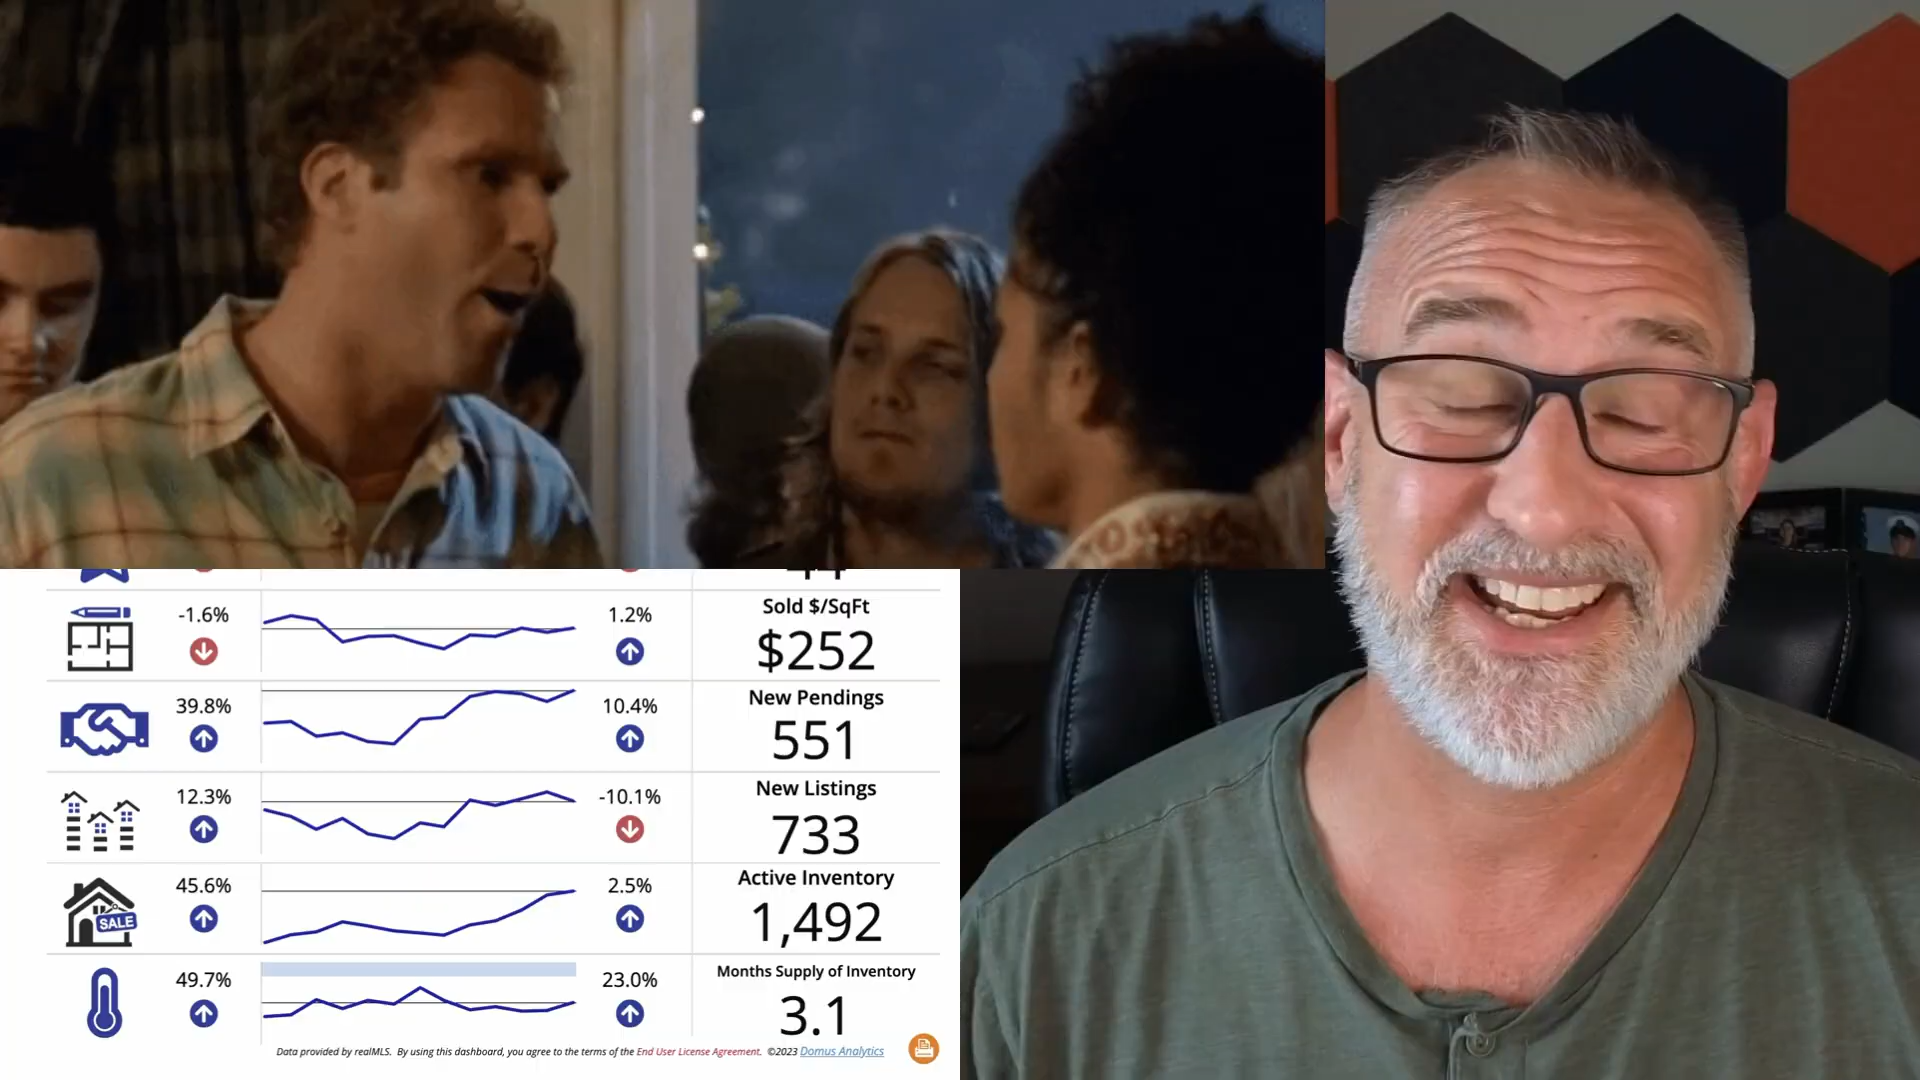 -1.6%
1.2%
Sold $/SqFt
$252
39.8%
10.4%
New Pendings
551
12.3%
-10.1%
New Listings
733
45.6%
2.5%
Active Inventory
1,492
SALE
49.7%
23.0%
Months Supply of Inventory
3.1
Data provided by realMLS. By using this dashboard, you agree to the terms of the End User License Agreement. ©2023 Domus Analytics